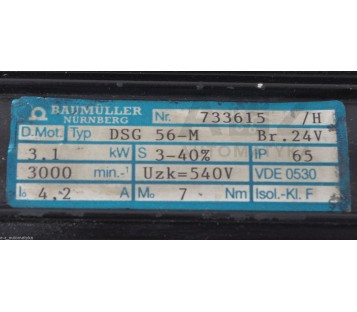 BAUMÜLLER
NÜRNBERG Nr. 733615 /H
D.Mot. Typ DSG 56-M Br.24V
3.1 kW S 3-40% IP 65
3000 min.-1 Uzk=540V VDE 0530
I₀ 4.2 A M₀ 7 Nm Isol.-Kl. F